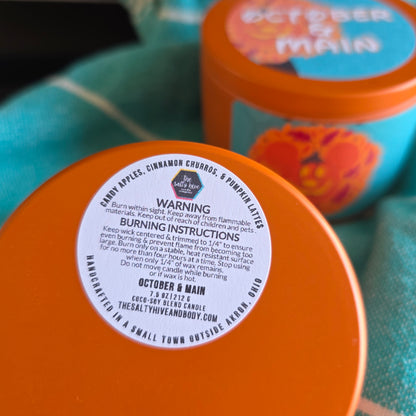 OCTOBER
&
MAIN
CANDY APPLES, CINNAMON CHURROS, & PUMPKIN LATTES
the
salty hive
WARNING
Burn within sight. Keep away from flammable
materials. Keep out of reach of children and pets.
BURNING INSTRUCTIONS
Keep wick centered & trimmed to 1/4" to ensure
even burning & prevent flame from becoming too
large. Burn only on a stable, heat resistant surface
for no more than four hours at a time. Stop using
when only 1/4" of wax remains.
Do not move candle while burning
or if wax is hot.
OCTOBER & MAIN
7.5 OZ | 212 G
COCO-SOY BLEND CANDLE
THESALTYHIVEANDBODY.COM
HANDCRAFTED IN A SMALL TOWN OUTSIDE AKRON, OHIO